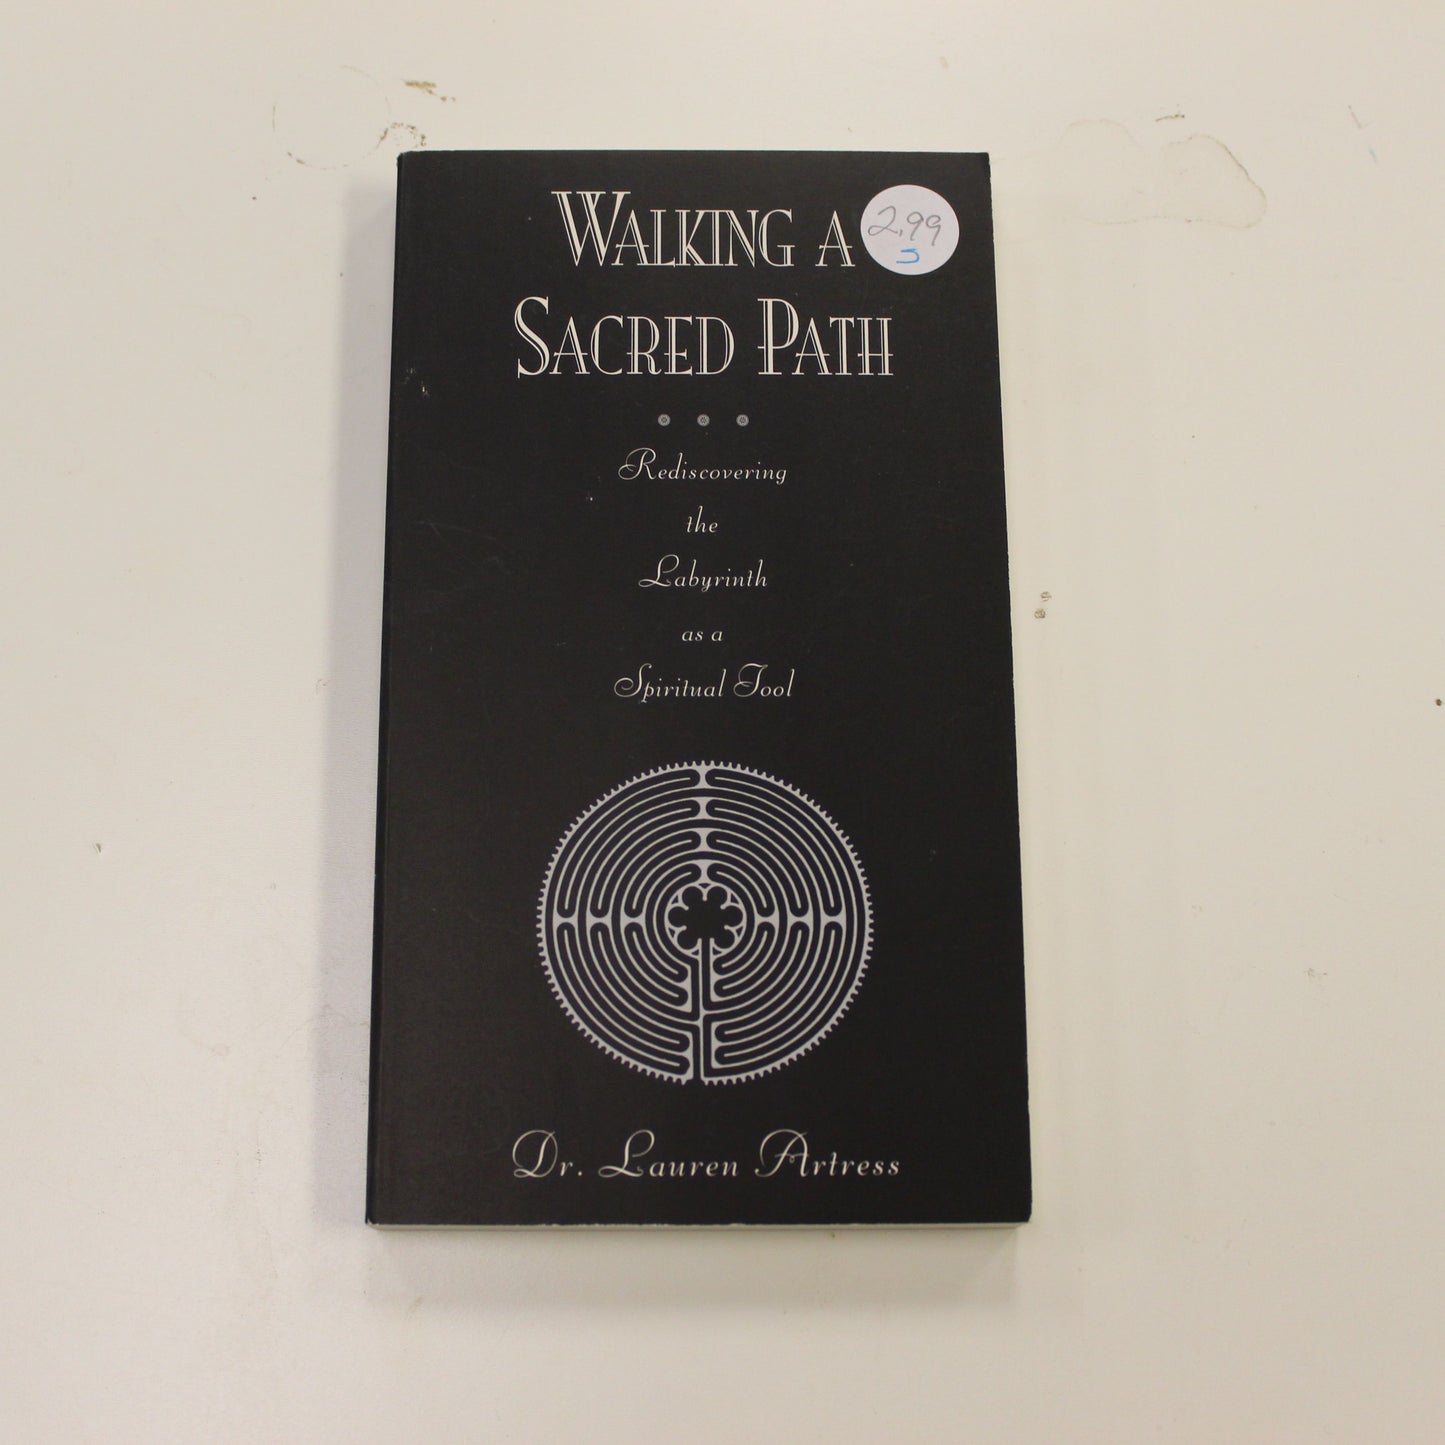 WALKING A
SACRED PATH
2.99
Rediscovering
the
Labyrinth
as a
Spiritual Tool
Dr. Lauren Artress